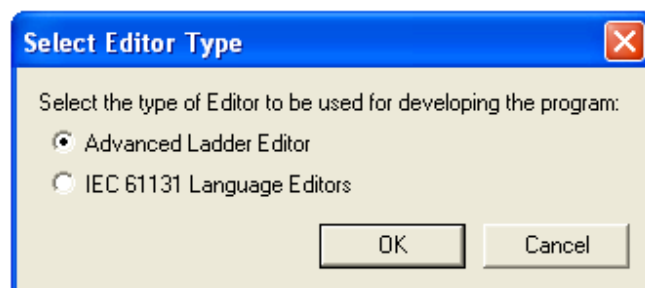 Select Editor Type
Select the type of Editor to be used for developing the program:
Advanced Ladder Editor
IEC 61131 Language Editors
OK Cancel